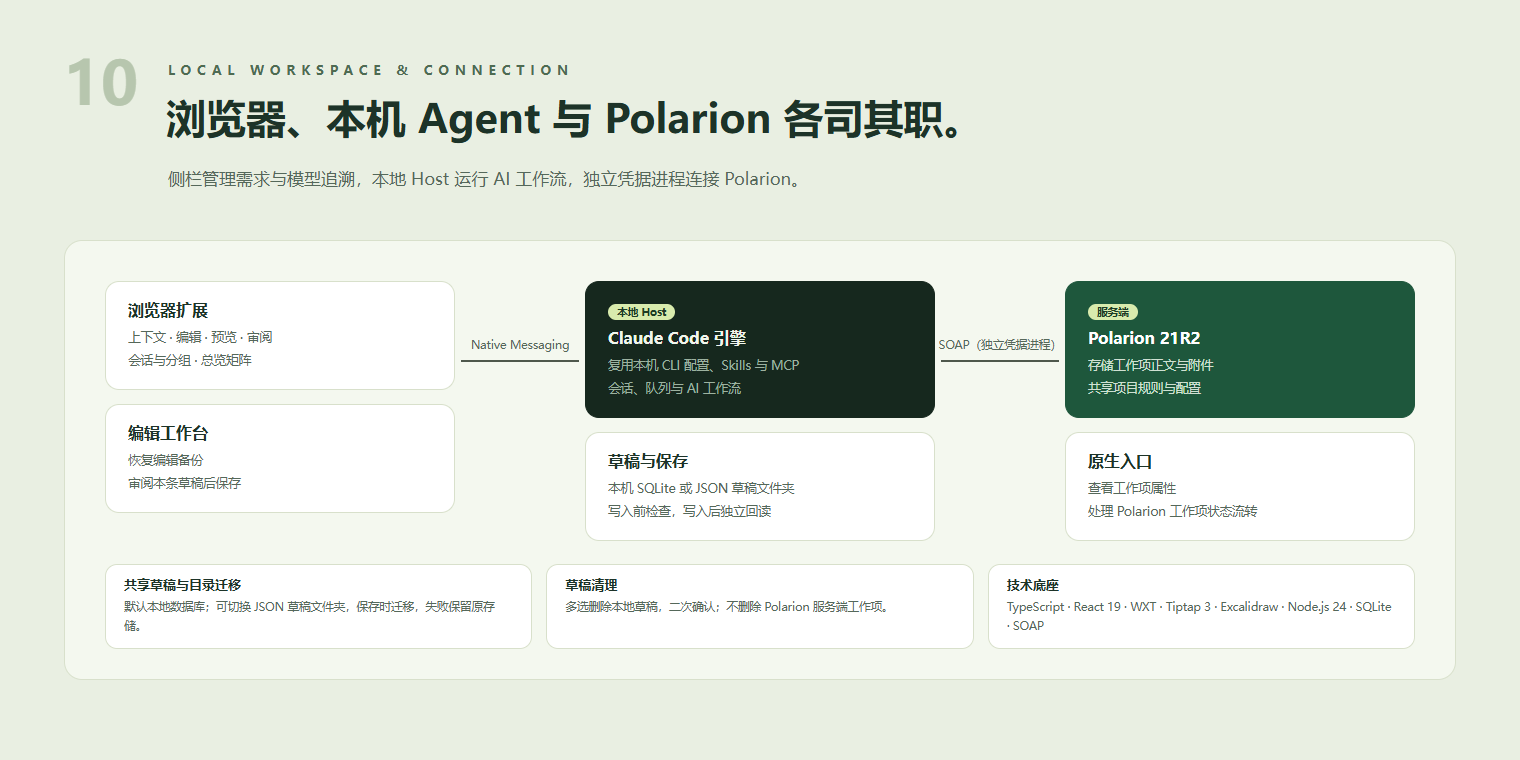 10
LOCAL WORKSPACE & CONNECTION
浏览器、本机 Agent 与 Polarion 各司其职。
侧栏管理需求与模型追溯，本地 Host 运行 AI 工作流，独立凭据进程连接 Polarion。
浏览器扩展
上下文 · 编辑 · 预览 · 审阅
会话与分组 · 总览矩阵
编辑工作台
恢复编辑备份
审阅本条草稿后保存
Native Messaging
本地 Host
Claude Code 引擎
复用本机 CLI 配置、Skills 与 MCP
会话、队列与 AI 工作流
草稿与保存
本机 SQLite 或 JSON 草稿文件夹
写入前检查，写入后独立回读
SOAP（独立凭据进程）
服务端
Polarion 21R2
存储工作项正文与附件
共享项目规则与配置
原生入口
查看工作项属性
处理 Polarion 工作项状态流转
共享草稿与目录迁移
默认本地数据库；可切换 JSON 草稿文件夹，保存时迁移，失败保留原存
储。
草稿清理
多选删除本地草稿，二次确认；不删除 Polarion 服务端工作项。
技术底座
TypeScript · React 19 · WXT · Tiptap 3 · Excalidraw · Node.js 24 · SQLite
· SOAP